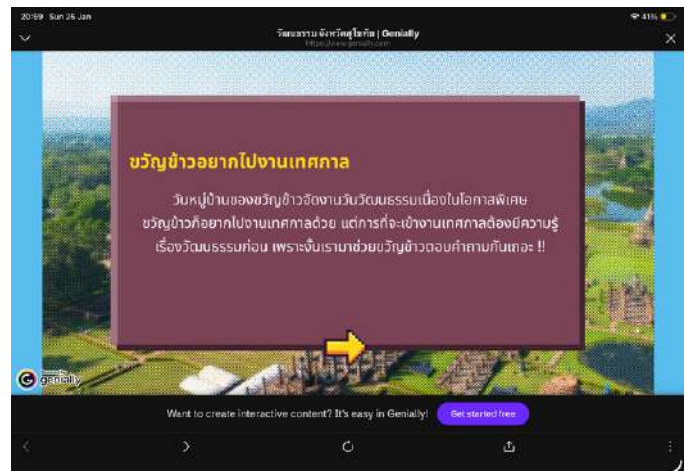 20:59 Sun 25 Jan
41%
วัฒนธรรม จังหวัดสุโขทัย | Genially
https://view.genially.com
ขวัญข้าวอยากไปงานเทศกาล
วันหมู่บ้านของขวัญข้าวจัดงานวันวัฒนธรรมเนื่องในโอกาสพิเศษ
ขวัญข้าวก็อยากไปงานเทศกาลด้วย แต่การที่จะเข้างานเทศกาลต้องมีความรู้
เรื่องวัฒนธรรมก่อน เพราะงั้นเรามาช่วยขวัญข้าวตอบคำถามกันเถอะ !!
genially
Want to create interactive content? It's easy in Genially!
Get started free